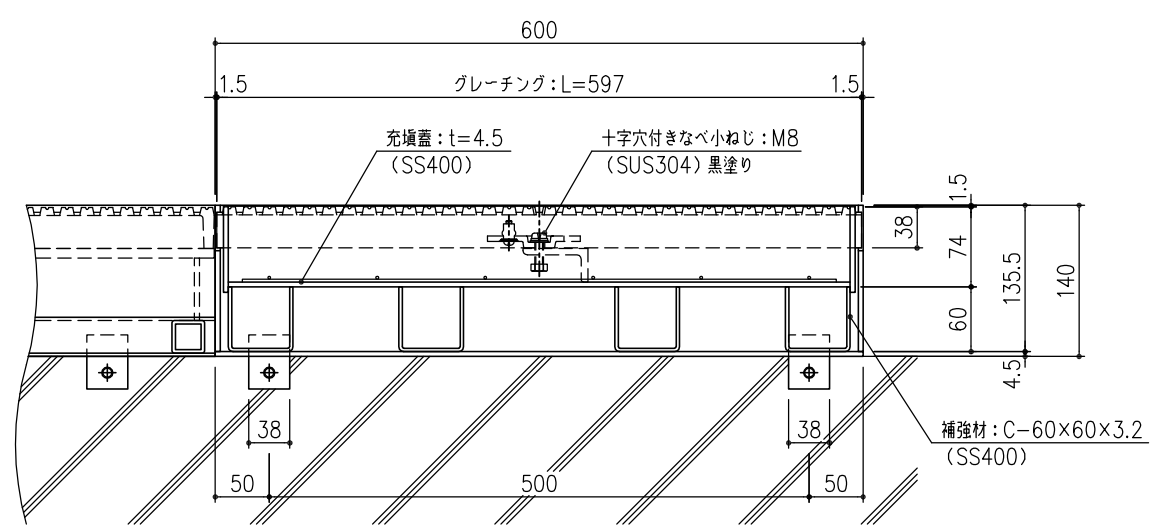 600
1.5
グレーチング：L=597
1.5
充塡蓋：t=4.5
(SS400)
十字穴付きなべ小ねじ：M8
(SUS304) 黒塗り
1.5
38
74
60
135.5
140
4.5
38
38
補強材：C-60×60×3.2
(SS400)
50
500
50